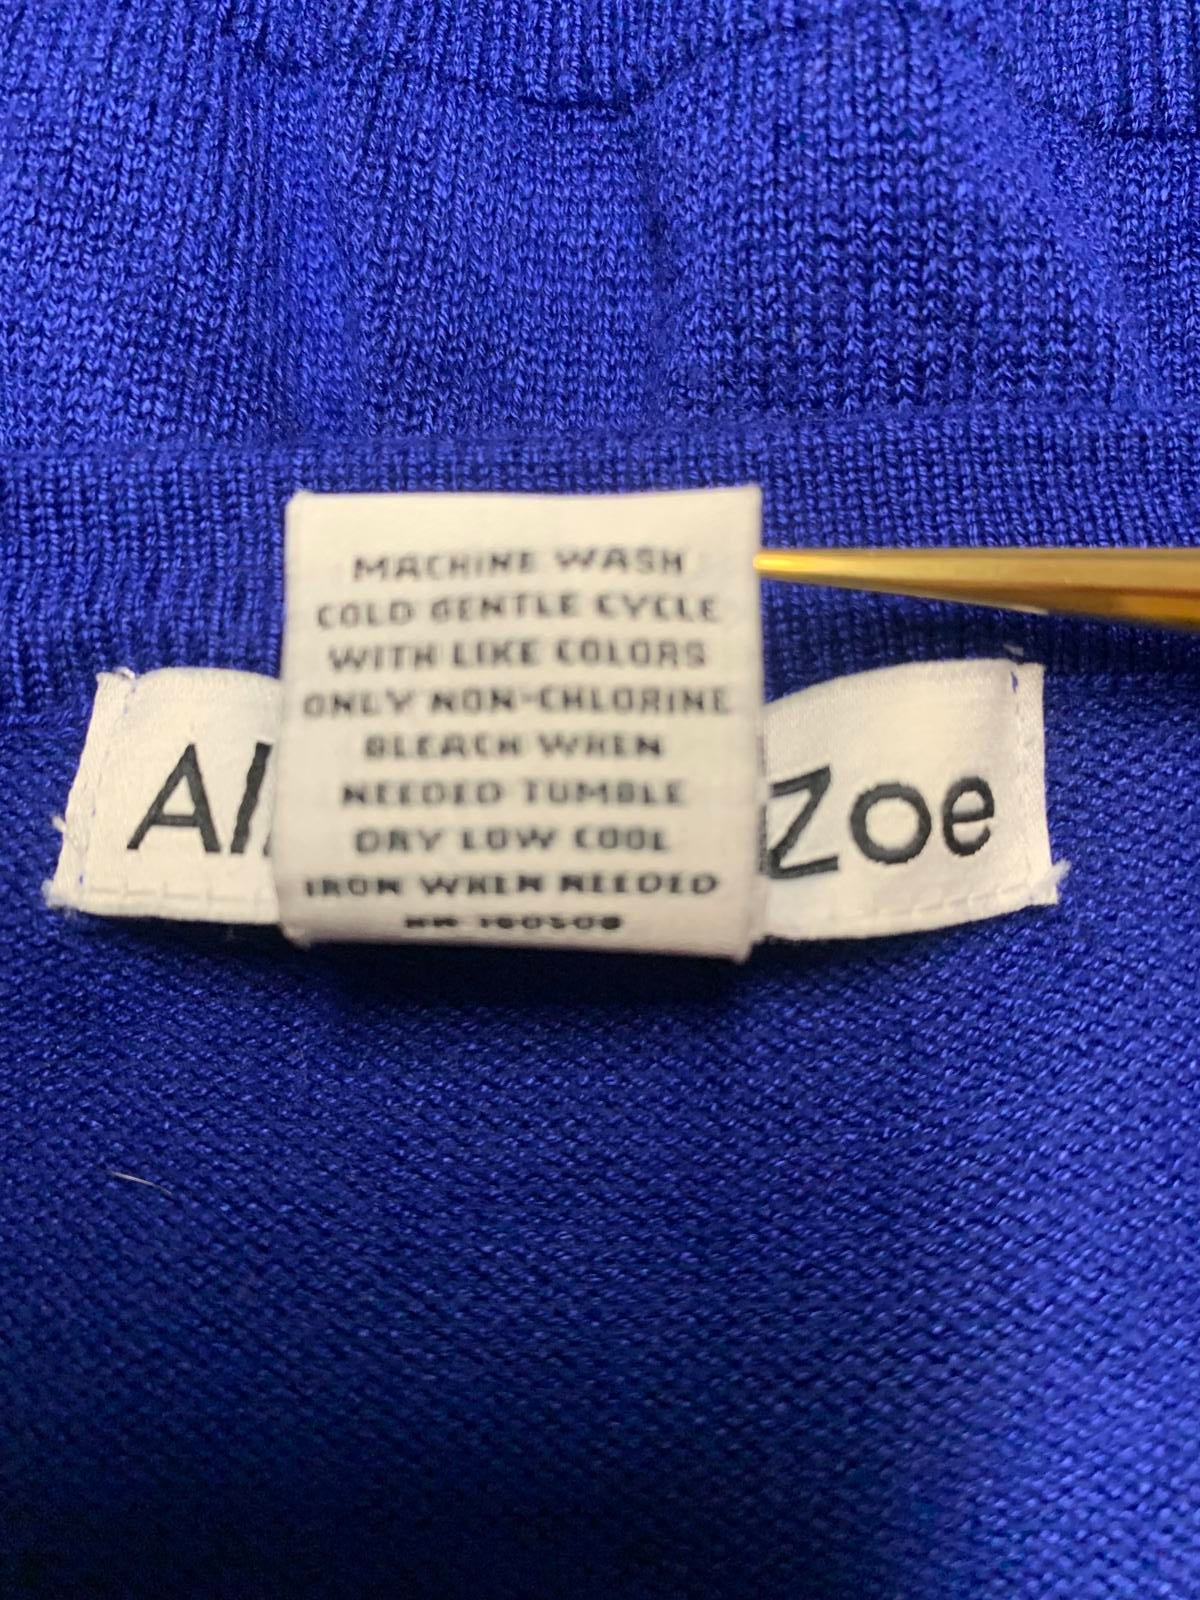 MACHINE WASH
COLD GENTLE CYCLE
WITH LIKE COLORS
ONLY NON-CHLORINE
BLEACH WHEN
NEEDED TUMBLE
DRY LOW COOL
IRON WHEN NEEDED
Zoe